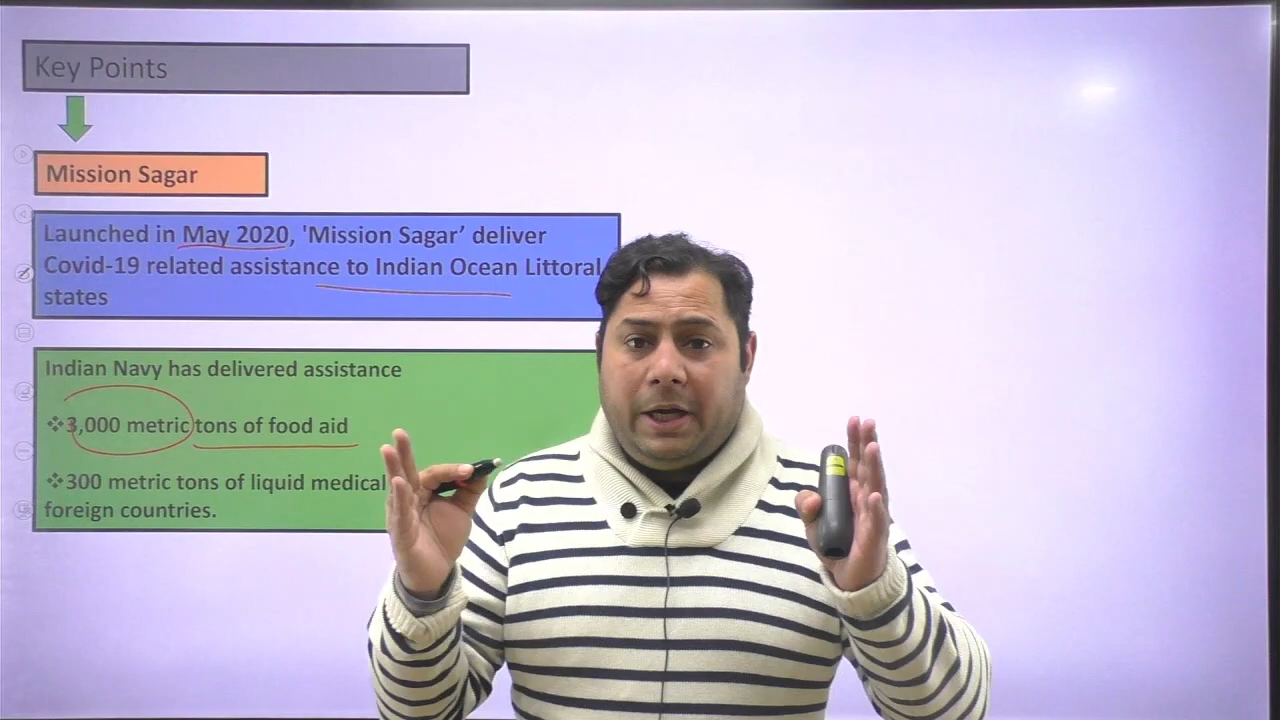 Key Points
Mission Sagar
Launched in May 2020, 'Mission Sagar’ deliver
Covid-19 related assistance to Indian Ocean Littoral
states
Indian Navy has delivered assistance
❖3,000 metric tons of food aid
❖300 metric tons of liquid medical
foreign countries.